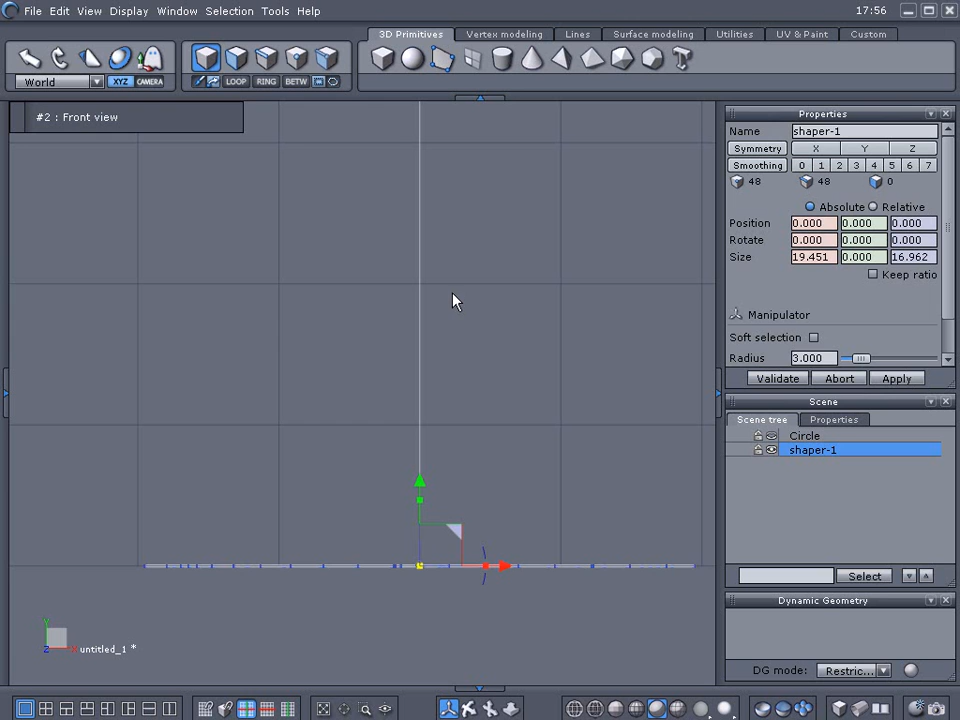 File Edit View Display Window Selection Tools Help 17:56
3D Primitives Vertex modeling Lines Surface modeling Utilities UV & Paint Custom
World XYZ CAMERA LOOP RING BETW
#2 : Front view
Properties
Name shaper-1
Symmetry X Y Z
Smoothing 0 1 2 3 4 5 6 7
48 48 0
Absolute Relative
Position 0.000 0.000 0.000
Rotate 0.000 0.000 0.000
Size 19.451 0.000 16.962
Keep ratio
Manipulator
Soft selection
Radius 3.000
Validate Abort Apply
Scene
Scene tree Properties
Circle
shaper-1
Select
Dynamic Geometry
Y
Z X untitled_1 *
DG mode: Restric...